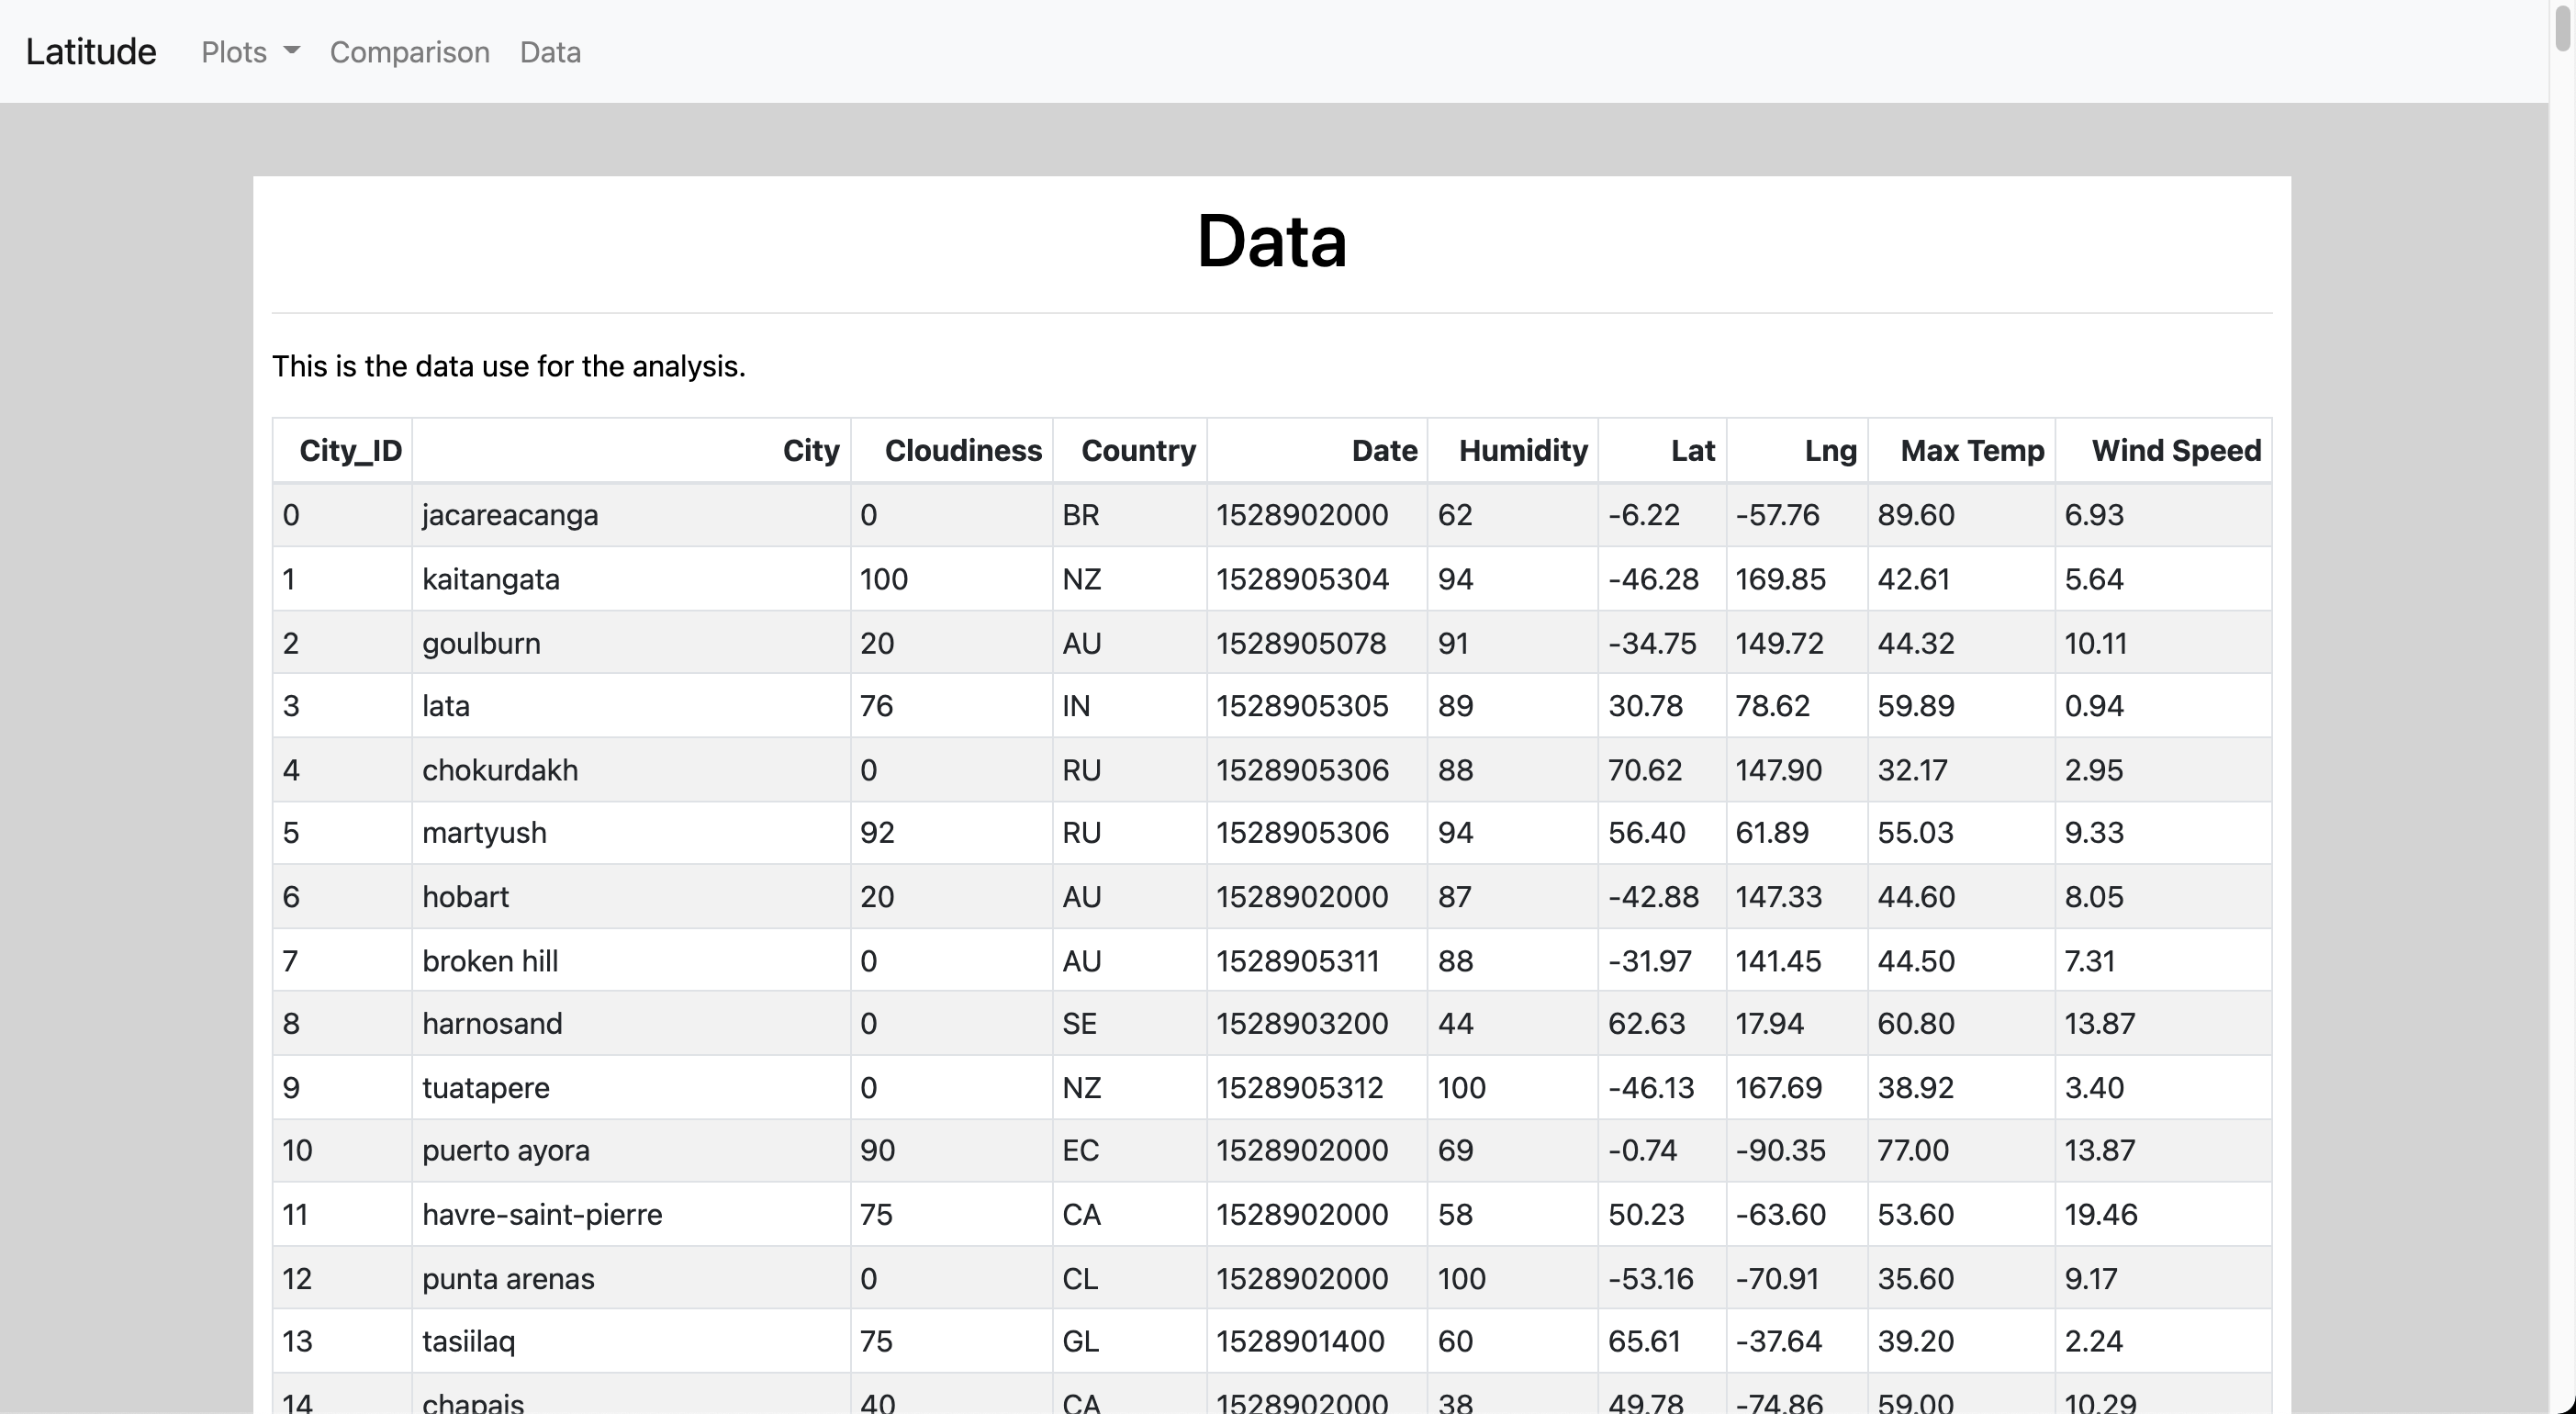 Latitude Plots Comparison Data
Data
This is the data use for the analysis.
City_ID City Cloudiness Country Date Humidity Lat Lng Max Temp Wind Speed
0 jacareacanga 0 BR 1528902000 62 -6.22 -57.76 89.60 6.93
1 kaitangata 100 NZ 1528905304 94 -46.28 169.85 42.61 5.64
2 goulburn 20 AU 1528905078 91 -34.75 149.72 44.32 10.11
3 lata 76 IN 1528905305 89 30.78 78.62 59.89 0.94
4 chokurdakh 0 RU 1528905306 88 70.62 147.90 32.17 2.95
5 martyush 92 RU 1528905306 94 56.40 61.89 55.03 9.33
6 hobart 20 AU 1528902000 87 -42.88 147.33 44.60 8.05
7 broken hill 0 AU 1528905311 88 -31.97 141.45 44.50 7.31
8 harnosand 0 SE 1528903200 44 62.63 17.94 60.80 13.87
9 tuatapere 0 NZ 1528905312 100 -46.13 167.69 38.92 3.40
10 puerto ayora 90 EC 1528902000 69 -0.74 -90.35 77.00 13.87
11 havre-saint-pierre 75 CA 1528902000 58 50.23 -63.60 53.60 19.46
12 punta arenas 0 CL 1528902000 100 -53.16 -70.91 35.60 9.17
13 tasiilaq 75 GL 1528901400 60 65.61 -37.64 39.20 2.24
14 chapais 40 CA 1528902000 38 49.78 -74.86 59.00 10.29